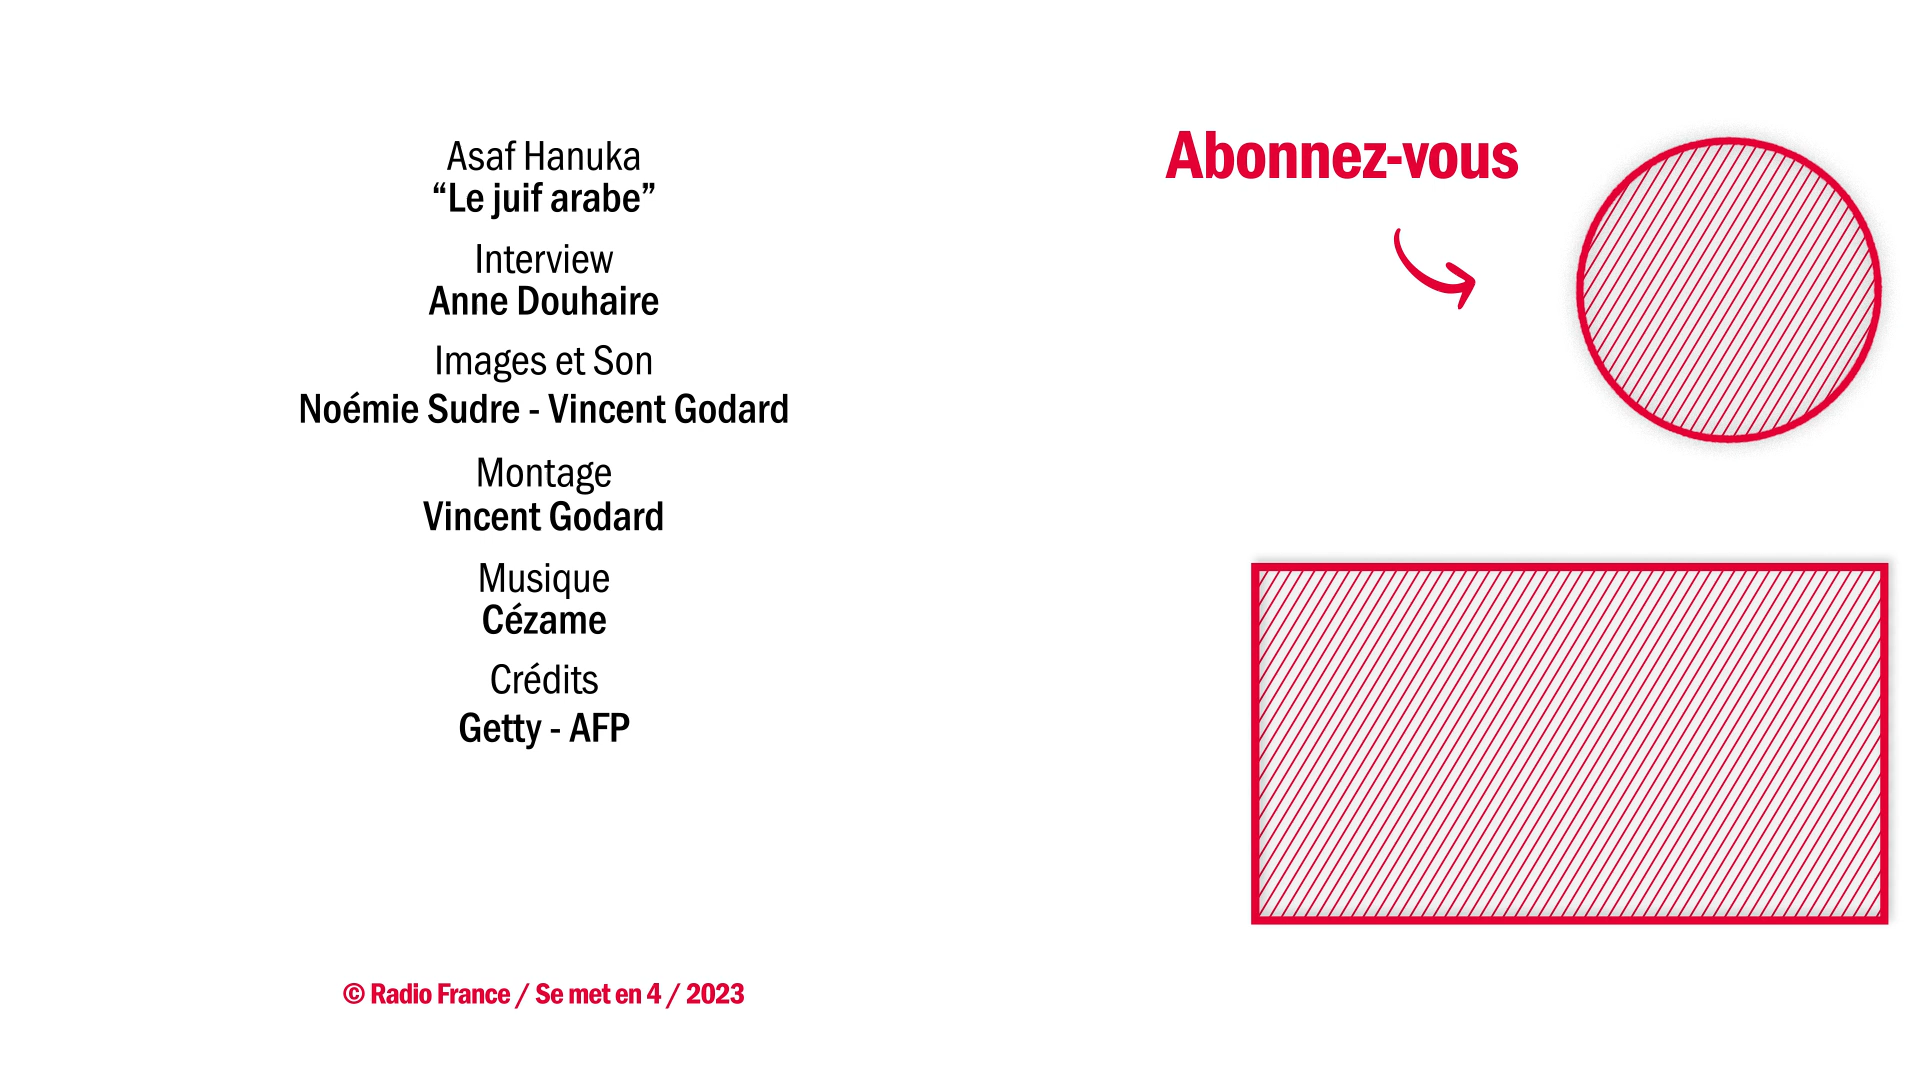 Asaf Hanuka
“Le juif arabe”
Interview
Anne Douhaire
Images et Son
Noémie Sudre - Vincent Godard
Montage
Vincent Godard
Musique
Cézame
Crédits
Getty - AFP
© Radio France / Se met en 4 / 2023
Abonnez-vous